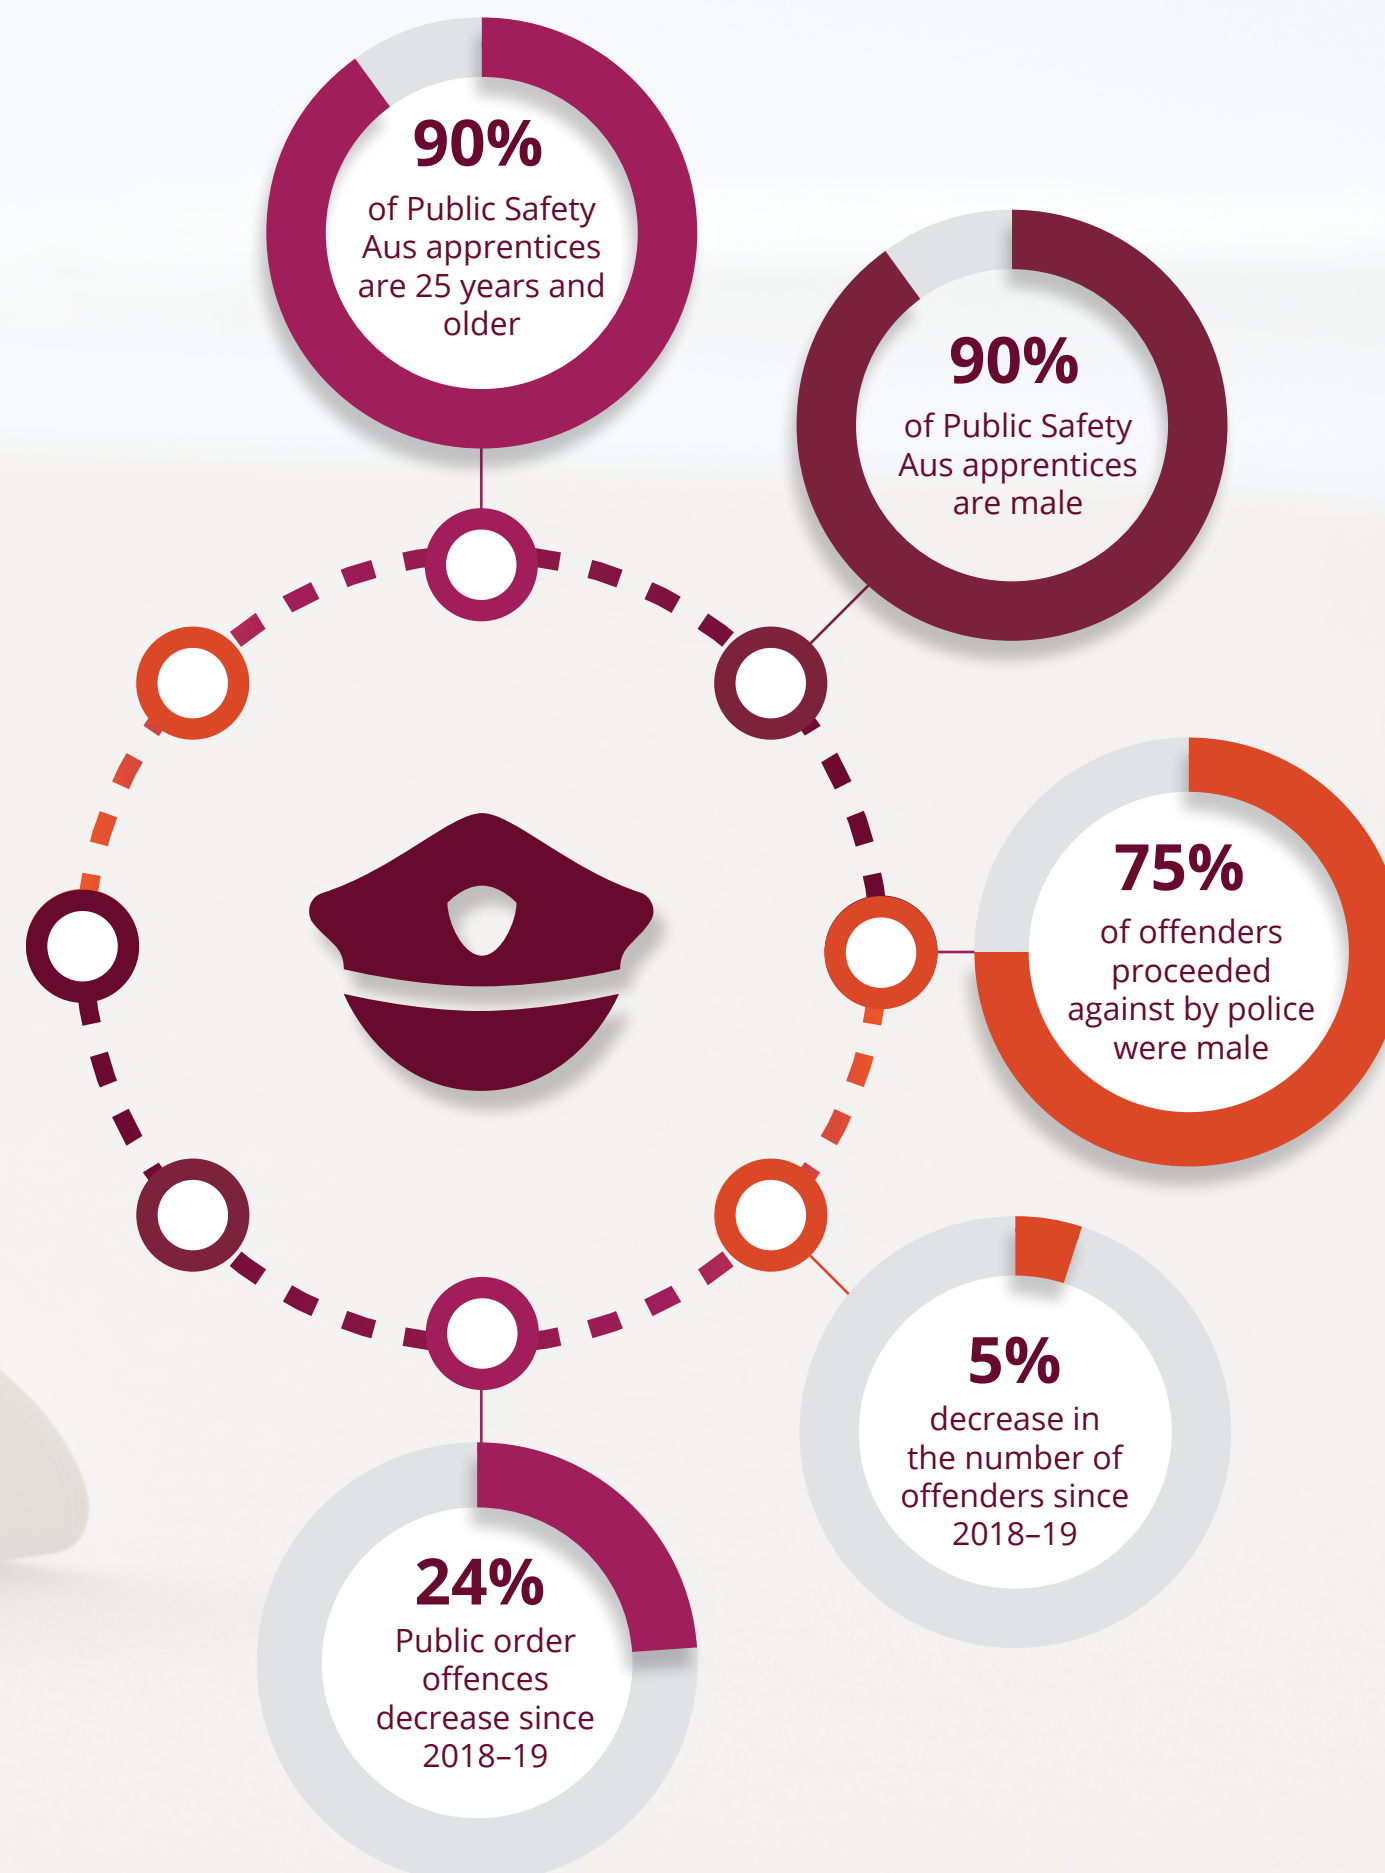 90%
of Public Safety
Aus apprentices
are 25 years and
older
90%
of Public Safety
Aus apprentices
are male
75%
of offenders
proceeded
against by police
were male
5%
decrease in
the number of
offenders since
2018–19
24%
Public order
offences
decrease since
2018–19